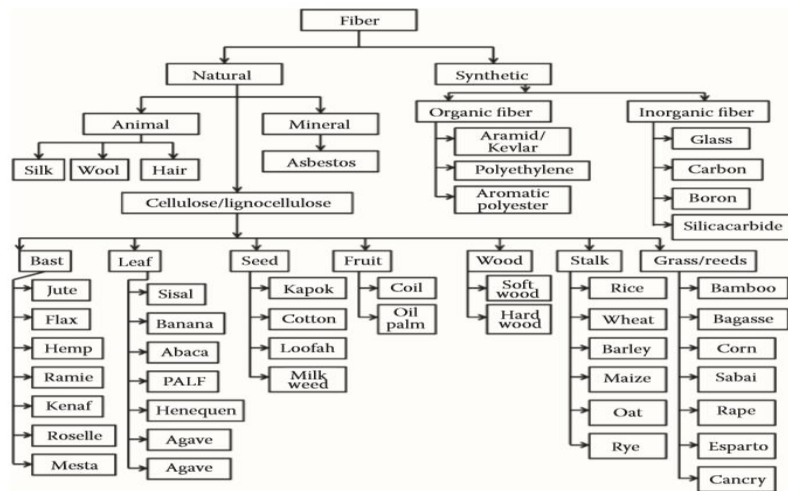 Fiber
Natural
Synthetic
Animal
Mineral
Organic fiber
Inorganic fiber
Silk
Wool
Hair
Asbestos
Aramid/
Kevlar
Polyethylene
Aromatic
polyester
Glass
Carbon
Boron
Silicacarbide
Cellulose/lignocellulose
Bast
Jute
Flax
Hemp
Ramie
Kenaf
Roselle
Mesta
Leaf
Sisal
Banana
Abaca
PALF
Henequen
Agave
Agave
Seed
Kapok
Cotton
Loofah
Milk
weed
Fruit
Coil
Oil
palm
Wood
Soft
wood
Hard
wood
Stalk
Rice
Wheat
Barley
Maize
Oat
Rye
Grass/reeds
Bamboo
Bagasse
Corn
Sabai
Rape
Esparto
Cancry